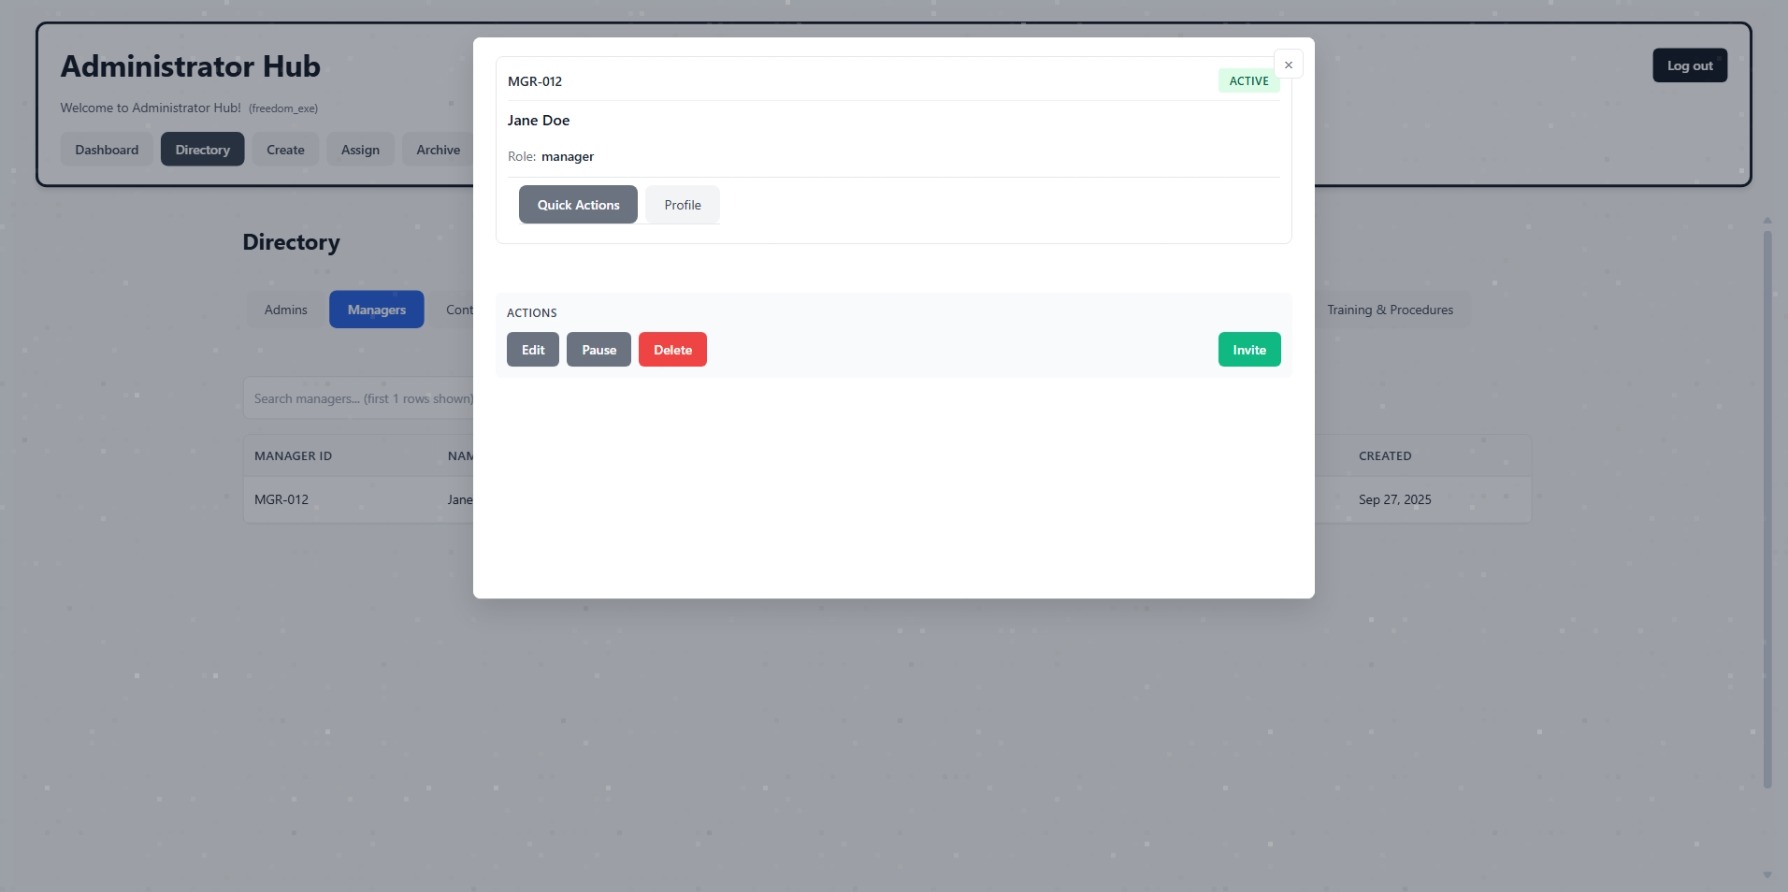 Administrator Hub
Log out
Welcome to Administrator Hub! (freedom_exe)
Dashboard Directory Create Assign Archive
MGR-012 ACTIVE ×
Jane Doe
Role: manager
Quick Actions Profile
Directory
Admins Managers Cont Training & Procedures
ACTIONS
Edit Pause Delete Invite
Search managers... (first 1 rows shown)
MANAGER ID NAM CREATED
MGR-012 Jane Sep 27, 2025